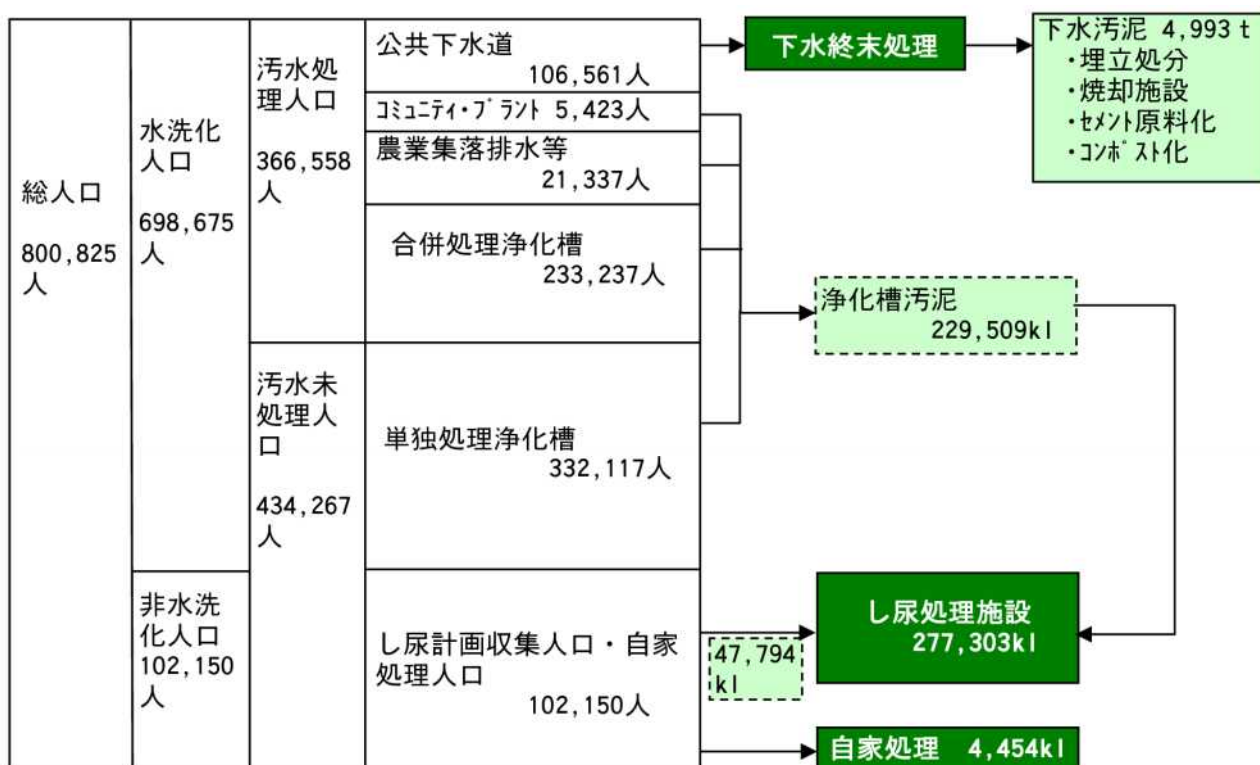 総人口
800,825
人
水洗化
人口
698,675
人
非水洗
化人口
102,150
人
汚水処
理人口
366,558
人
汚水未
処理人
口
434,267
人
公共下水道
106,561人
ｺﾐｭﾆﾃｨ・ﾌﾟﾗﾝﾄ 5,423人
農業集落排水等
21,337人
合併処理浄化槽
233,237人
単独処理浄化槽
332,117人
し尿計画収集人口・自家
処理人口
102,150人
下水終末処理
下水汚泥 4,993 t
・埋立処分
・焼却施設
・ｾﾒﾝﾄ原料化
・ｺﾝﾎﾟｽﾄ化
浄化槽汚泥
229,509kl
47,794
kl
し尿処理施設
277,303kl
自家処理 4,454kl